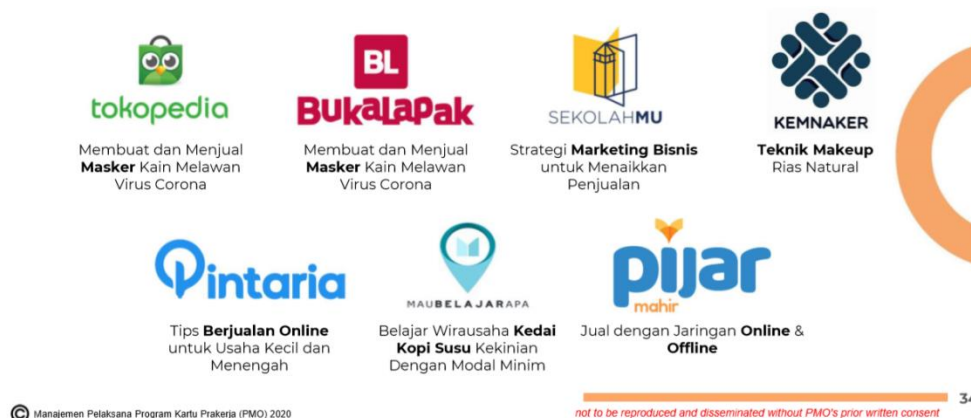 tokopedia
Membuat dan Menjual
Masker Kain Melawan
Virus Corona
BL
BukaLapak
Membuat dan Menjual
Masker Kain Melawan
Virus Corona
SEKOLAHMU
Strategi Marketing Bisnis
untuk Menaikkan
Penjualan
KEMNAKER
Teknik Makeup
Rias Natural
Pintaria
Tips Berjualan Online
untuk Usaha Kecil dan
Menengah
MAUBELAJARAPA
Belajar Wirausaha Kedai
Kopi Susu Kekinian
Dengan Modal Minim
pijar
mahir
Jual dengan Jaringan Online &
Offline
© Manajemen Pelaksana Program Kartu Prakerja (PMO) 2020
not to be reproduced and disseminated without PMO's prior written consent